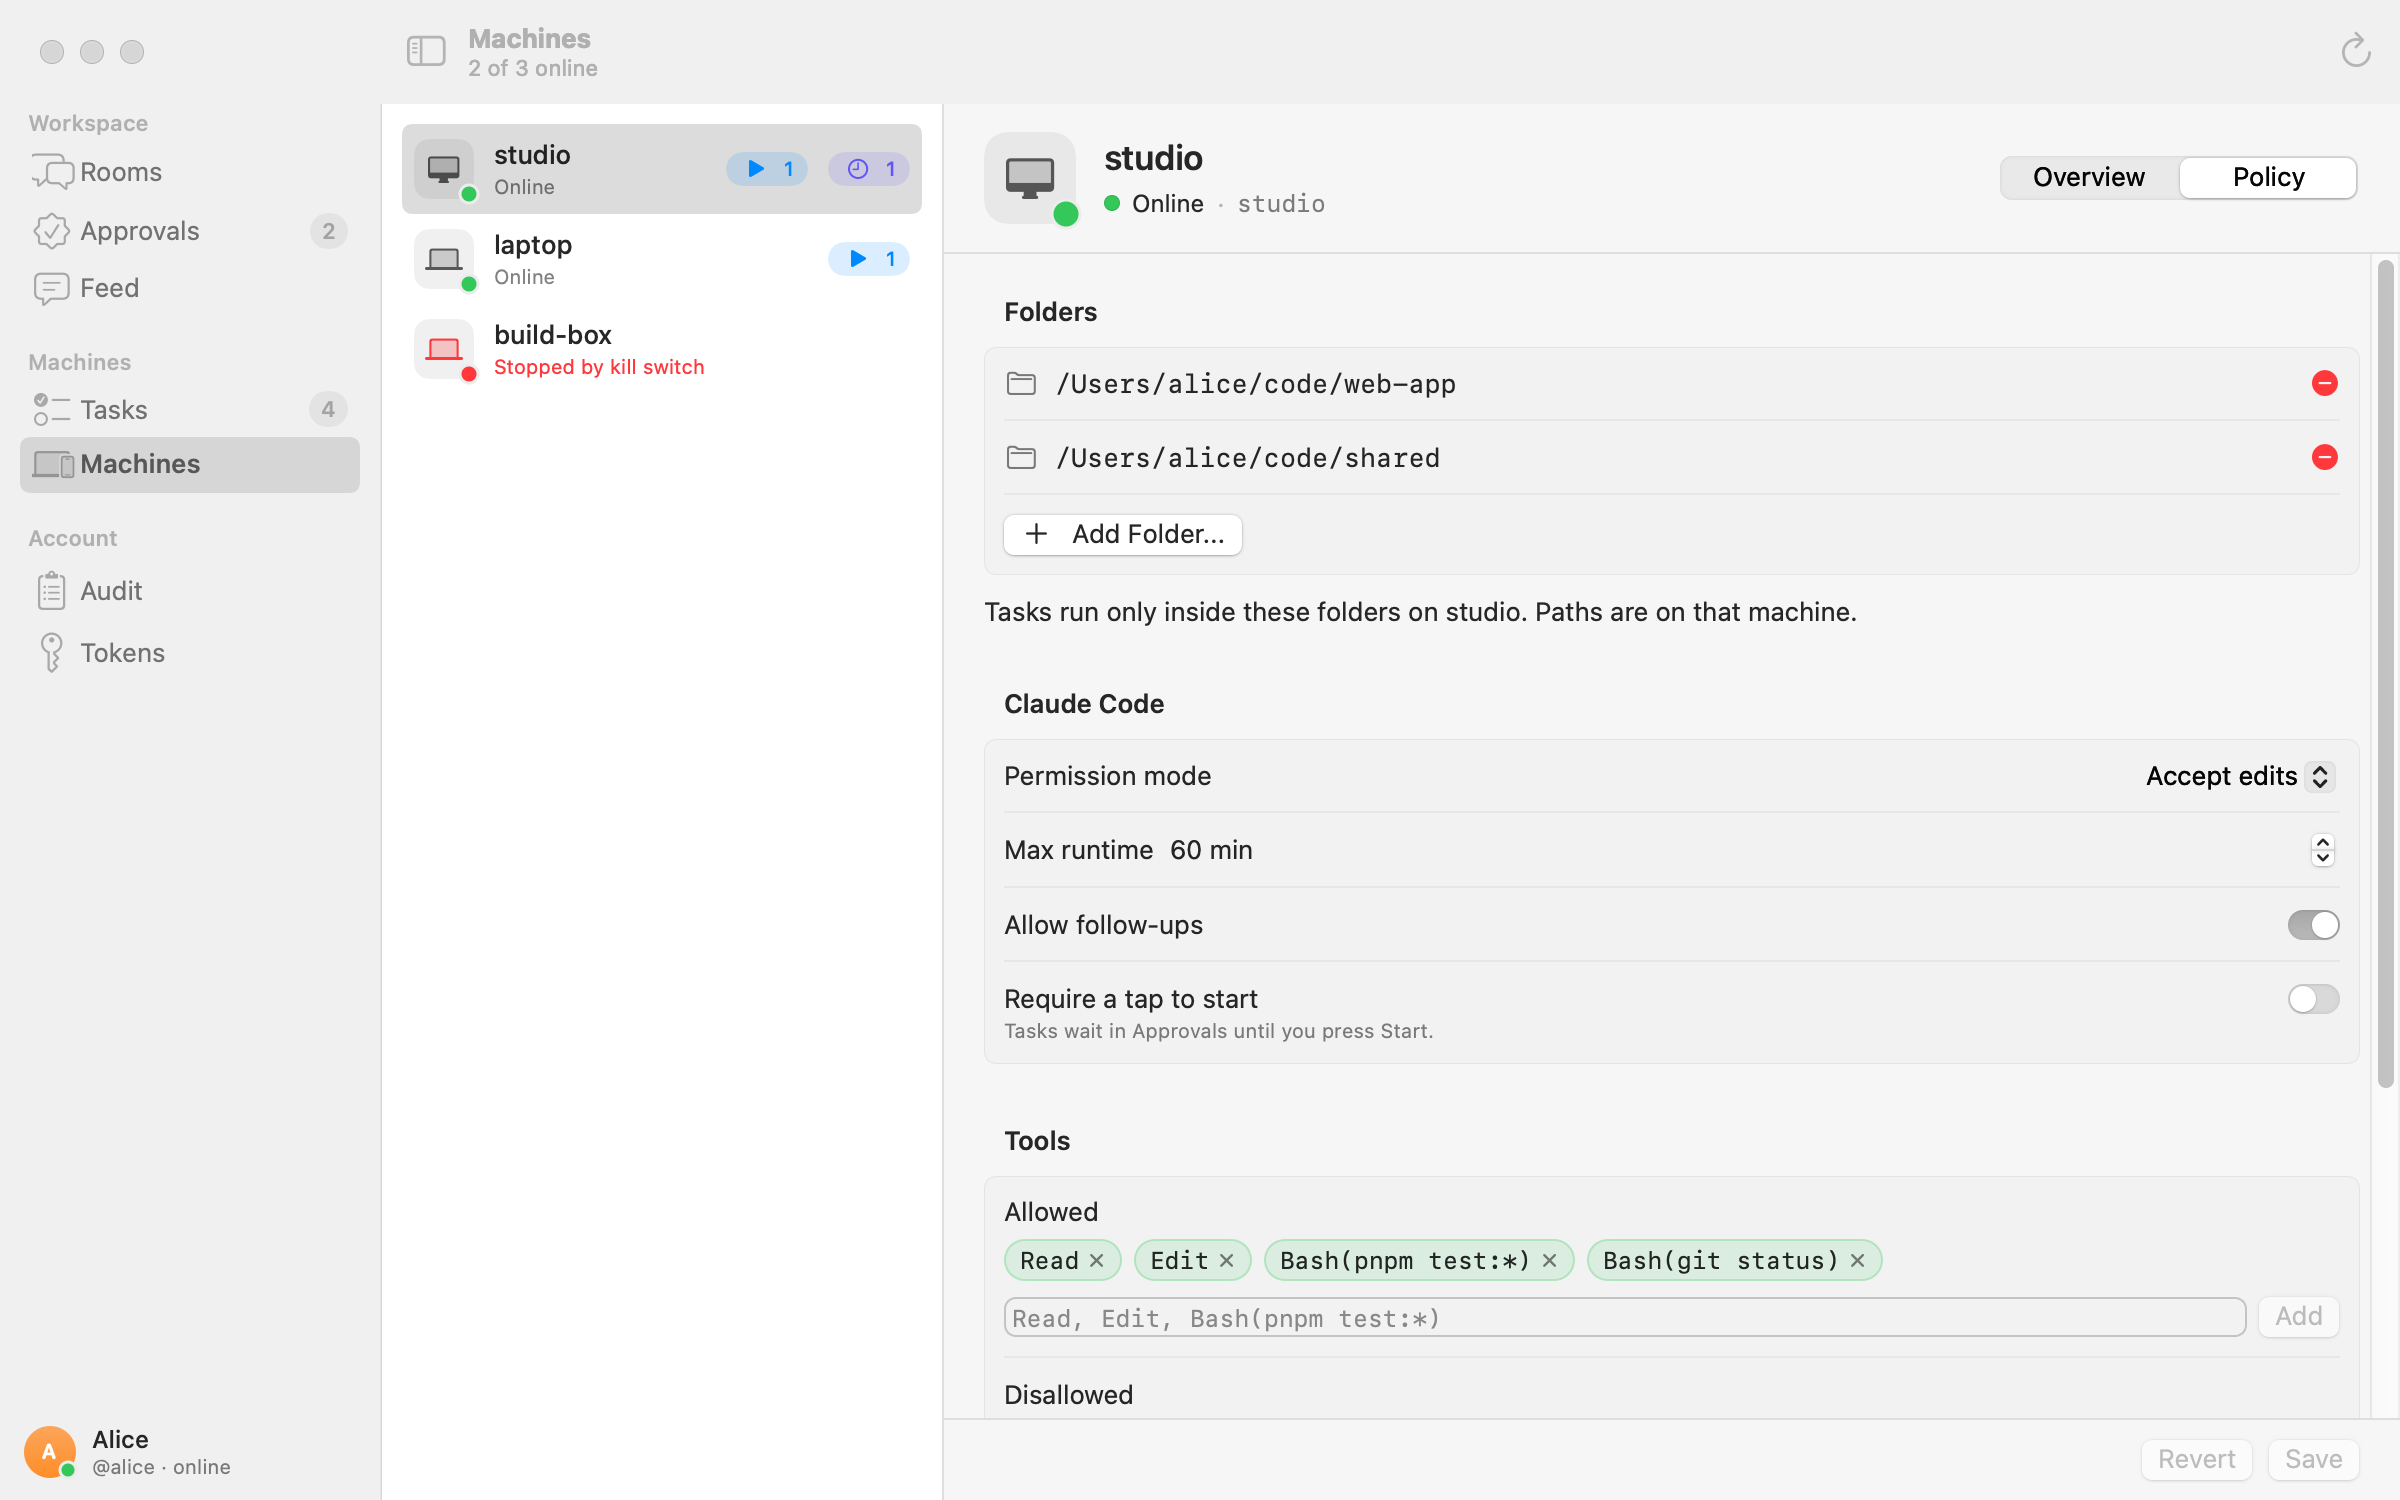 Machines
2 of 3 online
Workspace
Rooms
Approvals 2
Feed
Machines
Tasks 4
Machines
Account
Audit
Tokens
A
Alice
@alice · online
studio
Online
1 1
laptop
Online
1
build-box
Stopped by kill switch
studio
Online · studio
Overview Policy
Folders
/Users/alice/code/web-app
/Users/alice/code/shared
Add Folder...
Tasks run only inside these folders on studio. Paths are on that machine.
Claude Code
Permission mode Accept edits
Max runtime 60 min
Allow follow-ups
Require a tap to start
Tasks wait in Approvals until you press Start.
Tools
Allowed
Read × Edit × Bash(pnpm test:*) × Bash(git status) ×
Read, Edit, Bash(pnpm test:*) Add
Disallowed
Revert Save